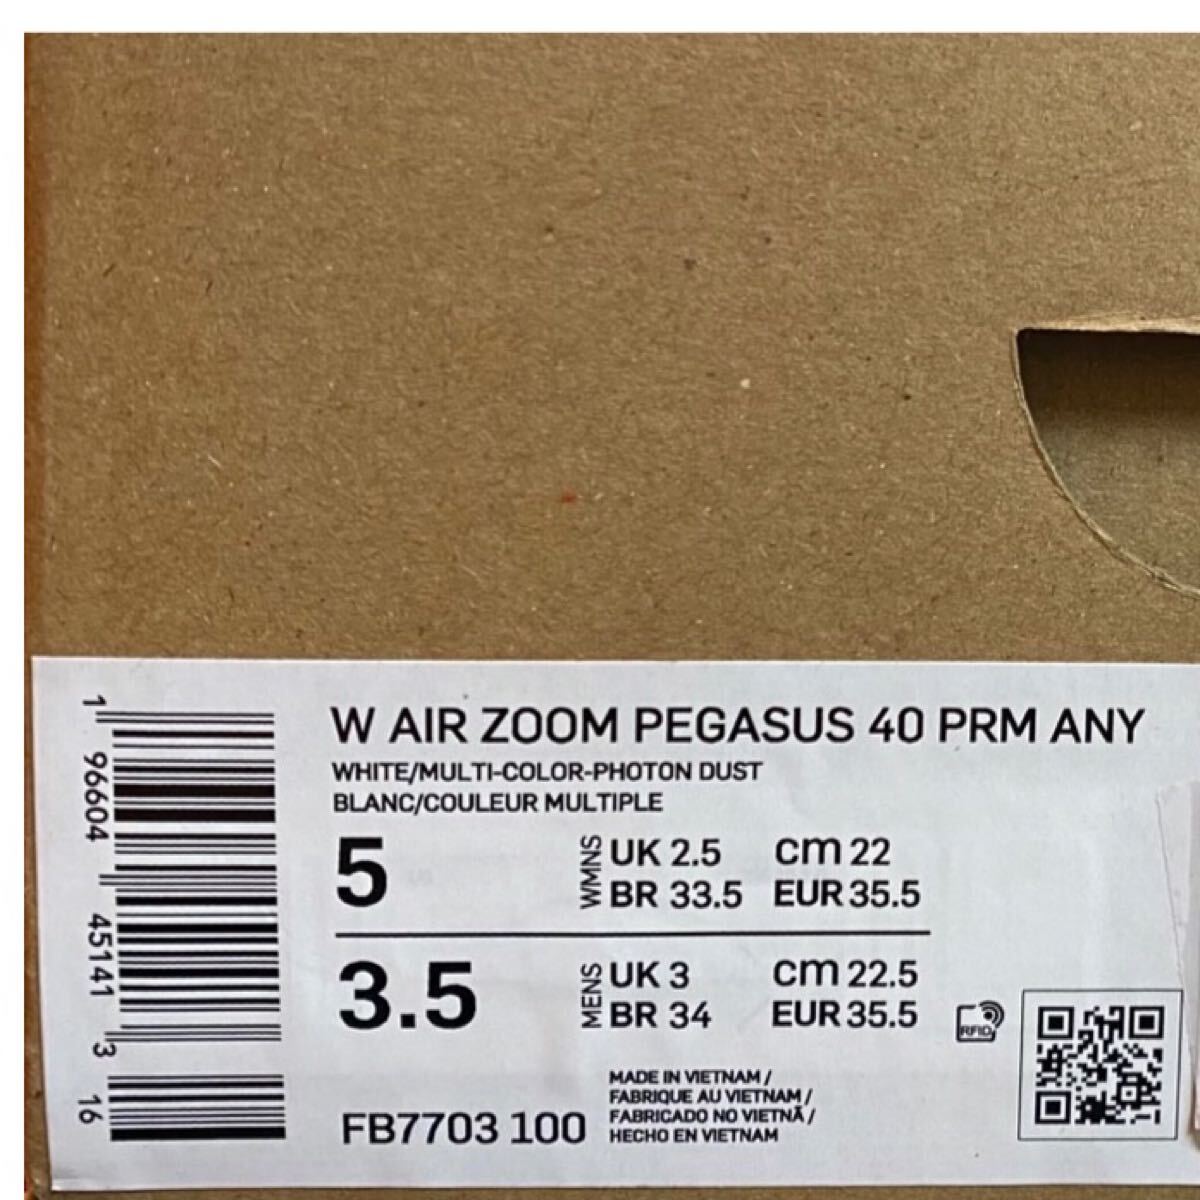 W AIR ZOOM PEGASUS 40 PRM ANY
WHITE/MULTI-COLOR-PHOTON DUST
BLANC/COULEUR MULTIPLE
5 WMNS UK 2.5 cm 22
BR 33.5 EUR 35.5
3.5 MENS UK 3 cm 22.5
BR 34 EUR 35.5
RFID
FB7703 100
MADE IN VIETNAM /
FABRIQUE AU VIETNAM /
FABRICADO NO VIETNÃ /
HECHO EN VIETNAM
1 96604 45141 3 16